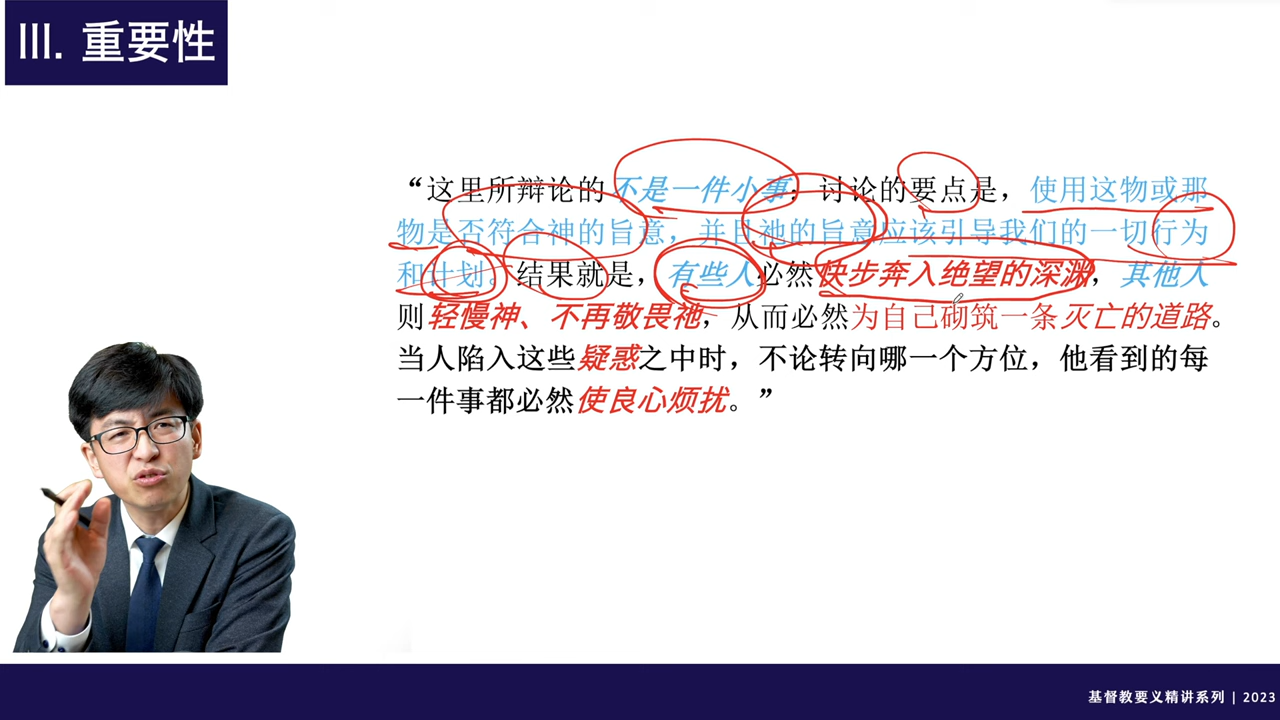 III. 重要性
“这里所辩论的不是一件小事；讨论的要点是，使用这物或那
物是否符合神的旨意，并且祂的旨意应该引导我们的一切行为
和计划。结果就是，有些人必然快步奔入绝望的深渊，其他人
则轻慢神、不再敬畏祂，从而必然为自己砌筑一条灭亡的道路。
当人陷入这些疑惑之中时，不论转向哪一个方位，他看到的每
一件事都必然使良心烦扰。”
基督教要义精讲系列 | 2023